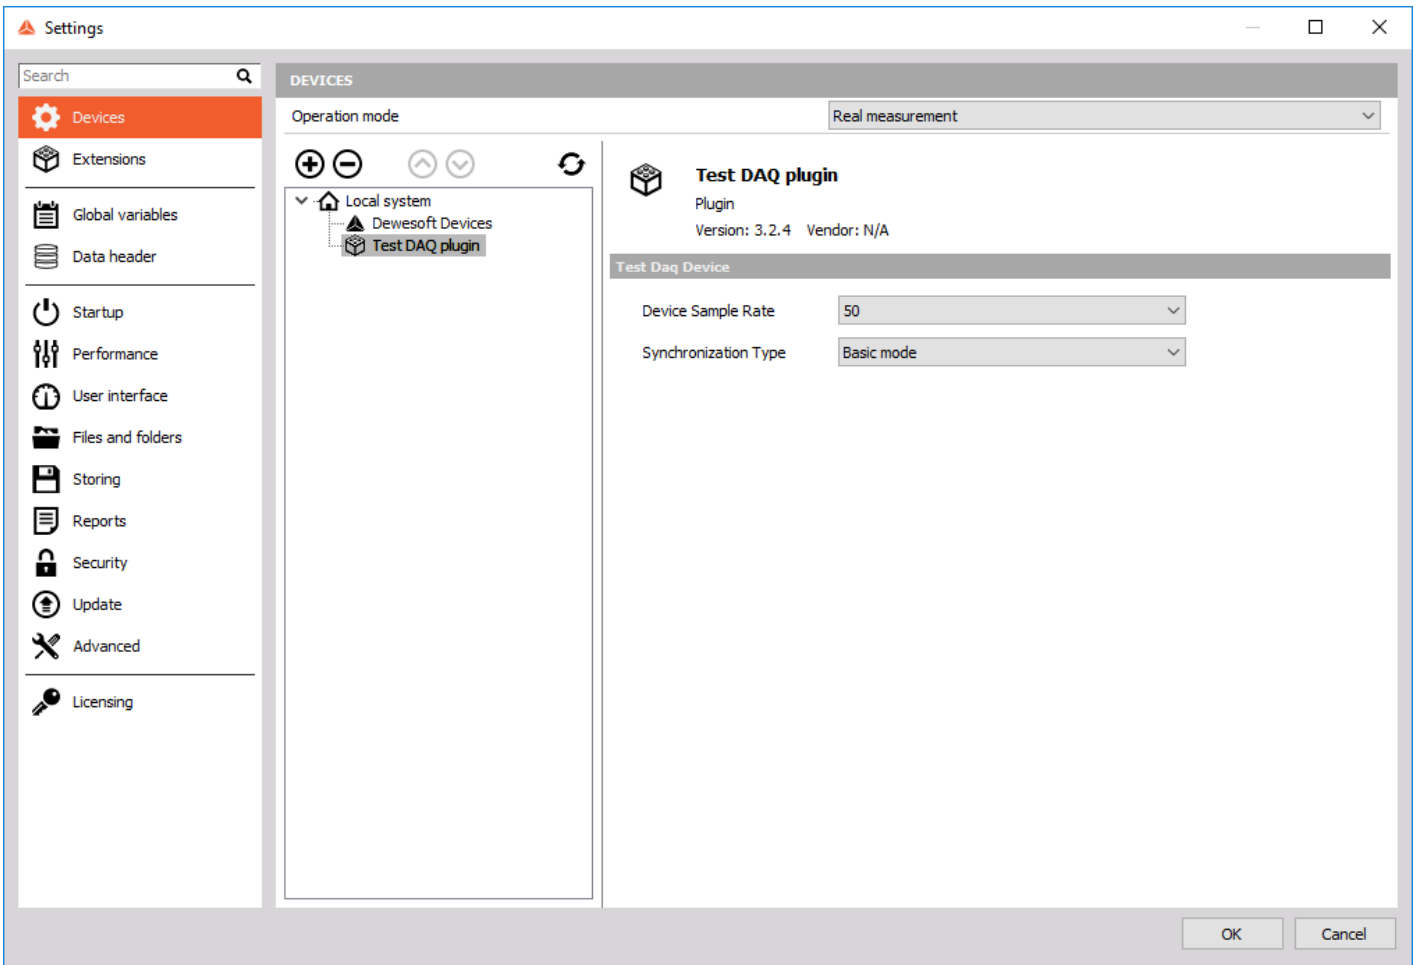 Settings
Search
Devices
Extensions
Global variables
Data header
Startup
Performance
User interface
Files and folders
Storing
Reports
Security
Update
Advanced
Licensing
DEVICES
Operation mode
Real measurement
Local system
Dewesoft Devices
Test DAQ plugin
Test DAQ plugin
Plugin
Version: 3.2.4 Vendor: N/A
Test Daq Device
Device Sample Rate
50
Synchronization Type
Basic mode
OK
Cancel